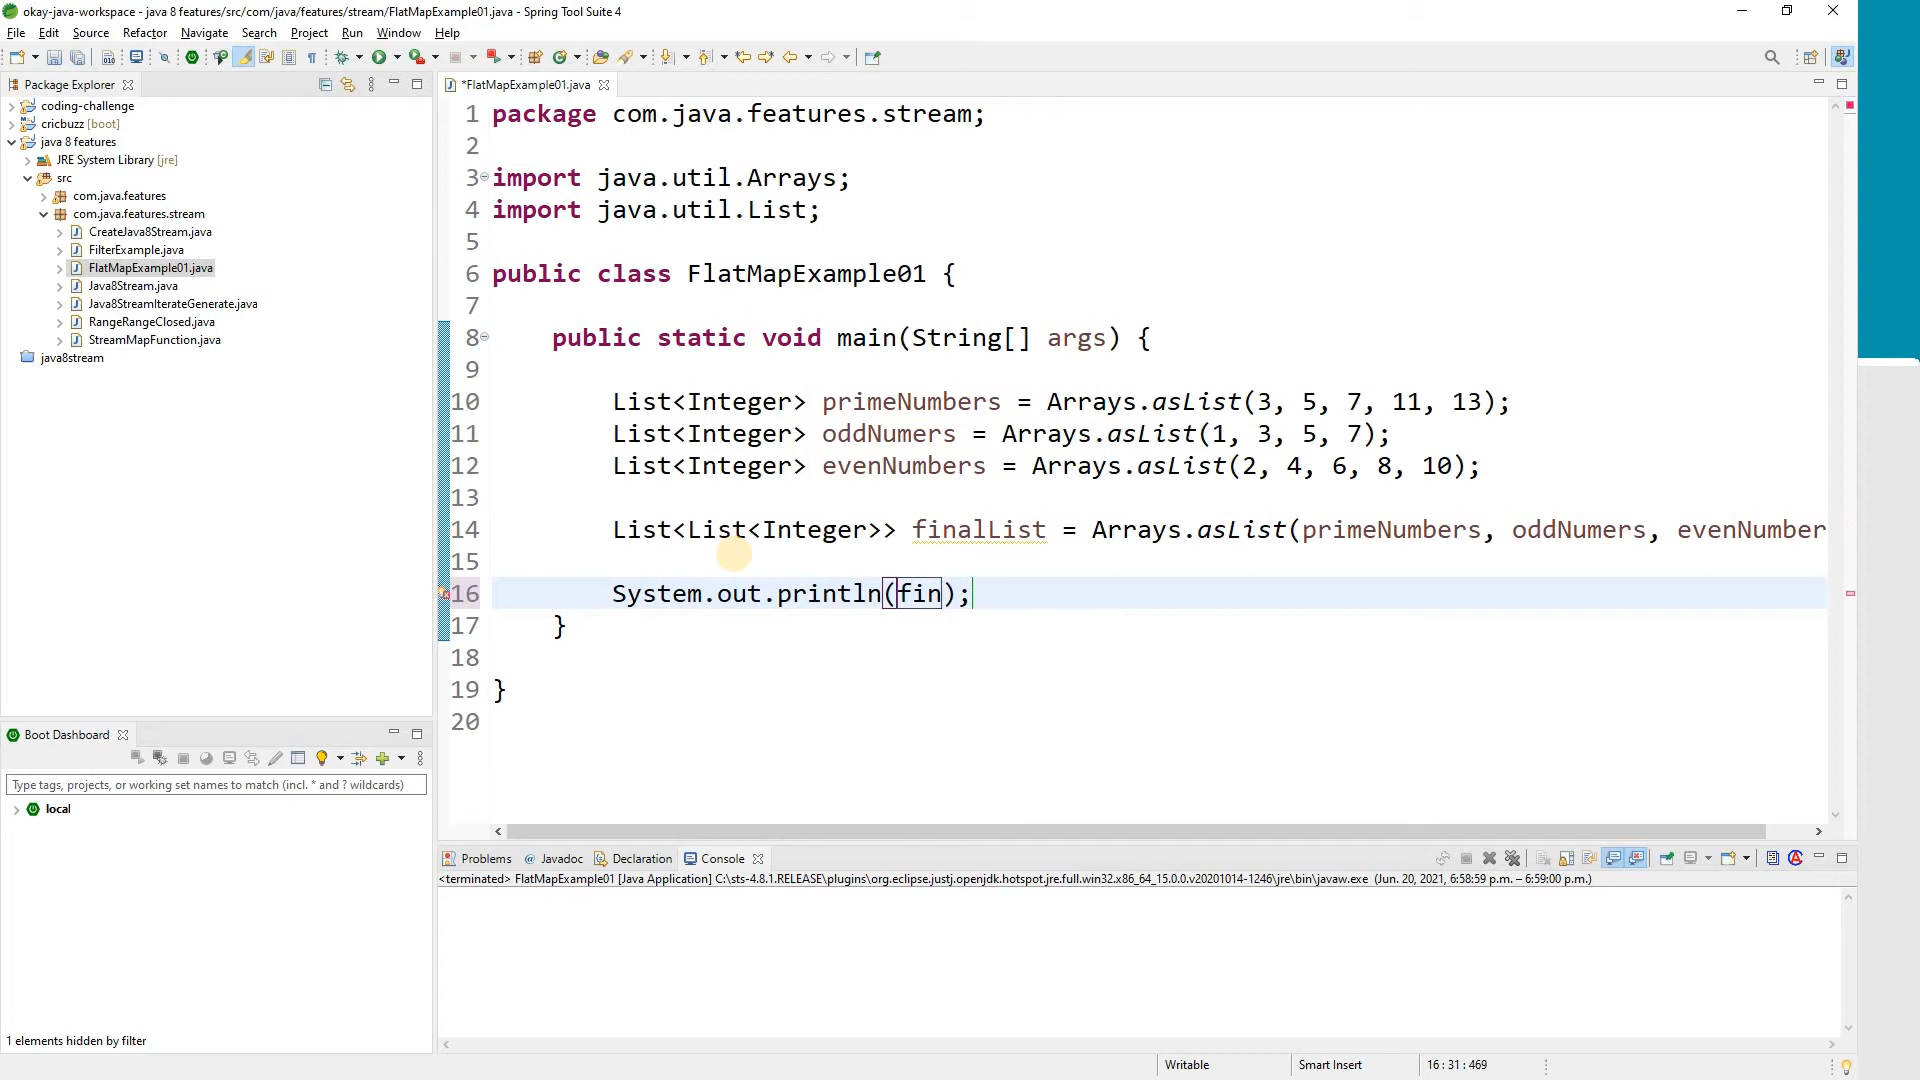 okay-java-workspace - java 8 features/src/com/java/features/stream/FlatMapExample01.java - Spring Tool Suite 4
File Edit Source Refactor Navigate Search Project Run Window Help
Package Explorer
coding-challenge
cricbuzz [boot]
java 8 features
JRE System Library [jre]
src
com.java.features
com.java.features.stream
CreateJava8Stream.java
FilterExample.java
FlatMapExample01.java
Java8Stream.java
Java8StreamIterateGenerate.java
RangeRangeClosed.java
StreamMapFunction.java
java8stream
Boot Dashboard
Type tags, projects, or working set names to match (incl. * and ? wildcards)
local
1 elements hidden by filter
*FlatMapExample01.java
1 package com.java.features.stream;
2
3 import java.util.Arrays;
4 import java.util.List;
5
6 public class FlatMapExample01 {
7
8 public static void main(String[] args) {
9
10 List<Integer> primeNumbers = Arrays.asList(3, 5, 7, 11, 13);
11 List<Integer> oddNumers = Arrays.asList(1, 3, 5, 7);
12 List<Integer> evenNumbers = Arrays.asList(2, 4, 6, 8, 10);
13
14 List<List<Integer>> finalList = Arrays.asList(primeNumbers, oddNumers, evenNumber
15
16 System.out.println(fin);
17 }
18
19 }
20
Problems Javadoc Declaration Console
<terminated> FlatMapExample01 [Java Application] C:\sts-4.8.1.RELEASE\plugins\org.eclipse.justj.openjdk.hotspot.jre.full.win32.x86_64_15.0.0.v20201014-1246\jre\bin\javaw.exe (Jun. 20, 2021, 6:58:59 p.m. – 6:59:00 p.m.)
Writable Smart Insert 16 : 31 : 469